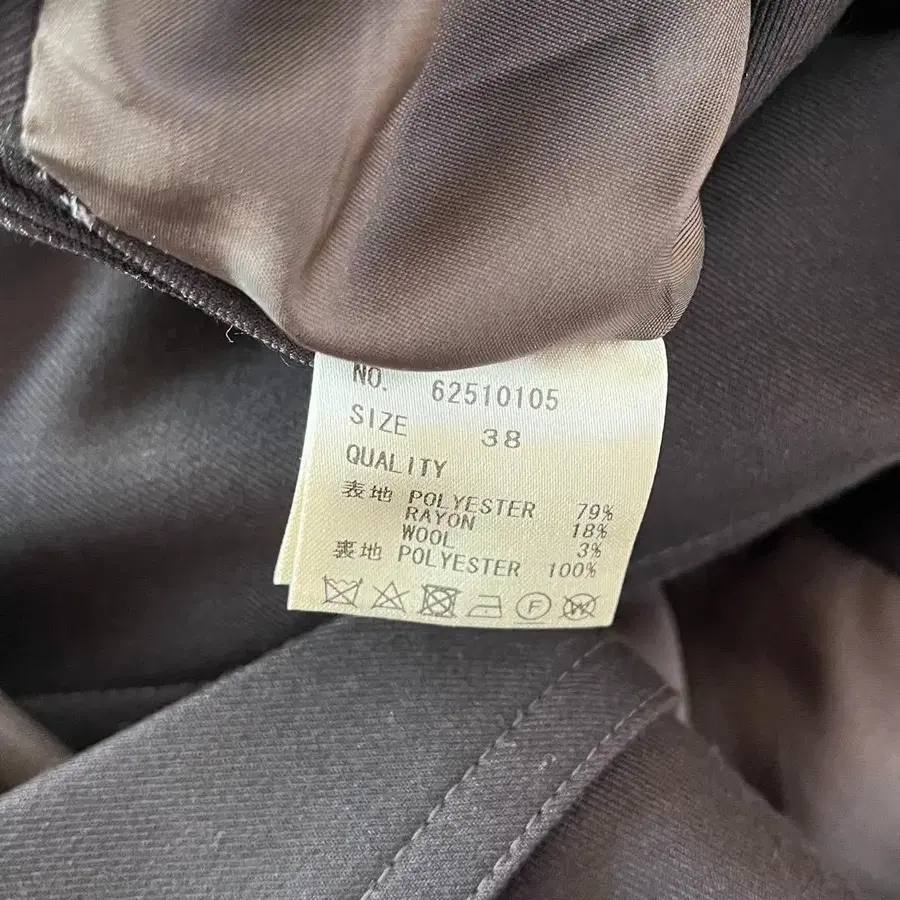 NO. 62510105
SIZE 38
QUALITY
表地 POLYESTER 79%
RAYON 18%
WOOL 3%
裏地 POLYESTER 100%
F W